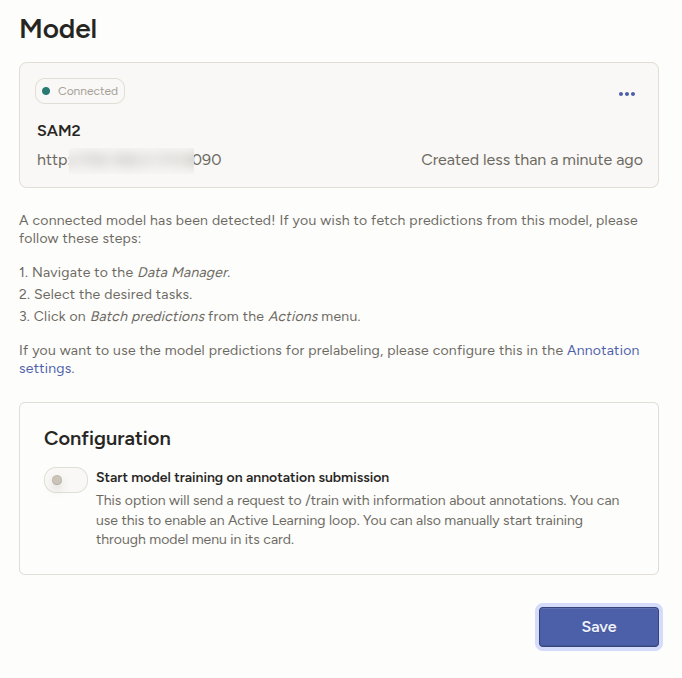 Model
Connected
SAM2
http 090
Created less than a minute ago
A connected model has been detected! If you wish to fetch predictions from this model, please
follow these steps:
1. Navigate to the Data Manager.
2. Select the desired tasks.
3. Click on Batch predictions from the Actions menu.
If you want to use the model predictions for prelabeling, please configure this in the Annotation
settings.
Configuration
Start model training on annotation submission
This option will send a request to /train with information about annotations. You can
use this to enable an Active Learning loop. You can also manually start training
through model menu in its card.
Save